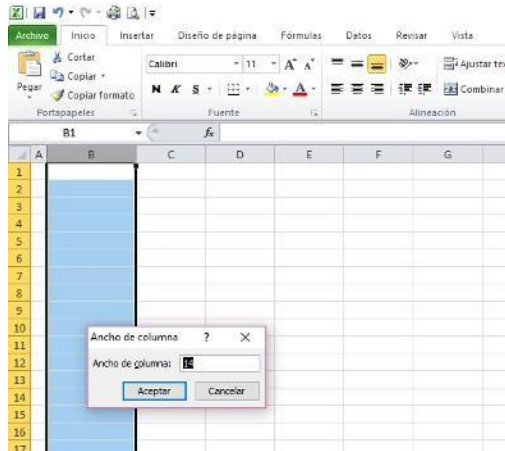 Archivo Inicio Insertar Diseño de página Fórmulas Datos Revisar Vista
Cortar
Copiar
Copiar formato
Pegar
Calibri 11 A A
N K S A
Ajustar tex
Combinar
Portapapeles Fuente Alineación
B1 fx
A B C D E F G
1
2
3
4
5
6
7
8
9
10
11
12
13
14
15
16
17
Ancho de columna ? X
Ancho de columna: 14
Aceptar Cancelar